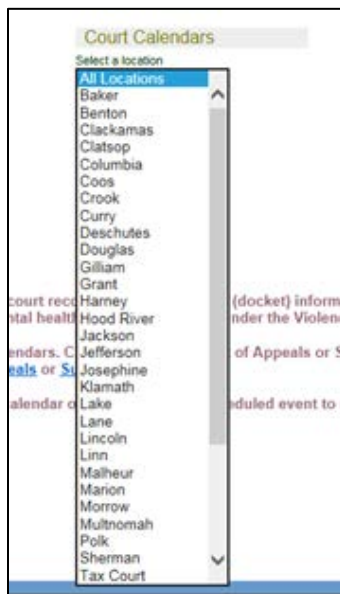 Court Calendars
Select a location
All Locations
Baker
Benton
Clackamas
Clatsop
Columbia
Coos
Crook
Curry
Deschutes
Douglas
Gilliam
Grant
court reco Harney (docket) inform
ntal healt Hood River nder the Violen
Jackson
endars. C Jefferson t of Appeals or S
eals or Su Josephine
Klamath
alendar o Lake eduled event to
Lane
Lincoln
Linn
Malheur
Marion
Morrow
Multnomah
Polk
Sherman
Tax Court